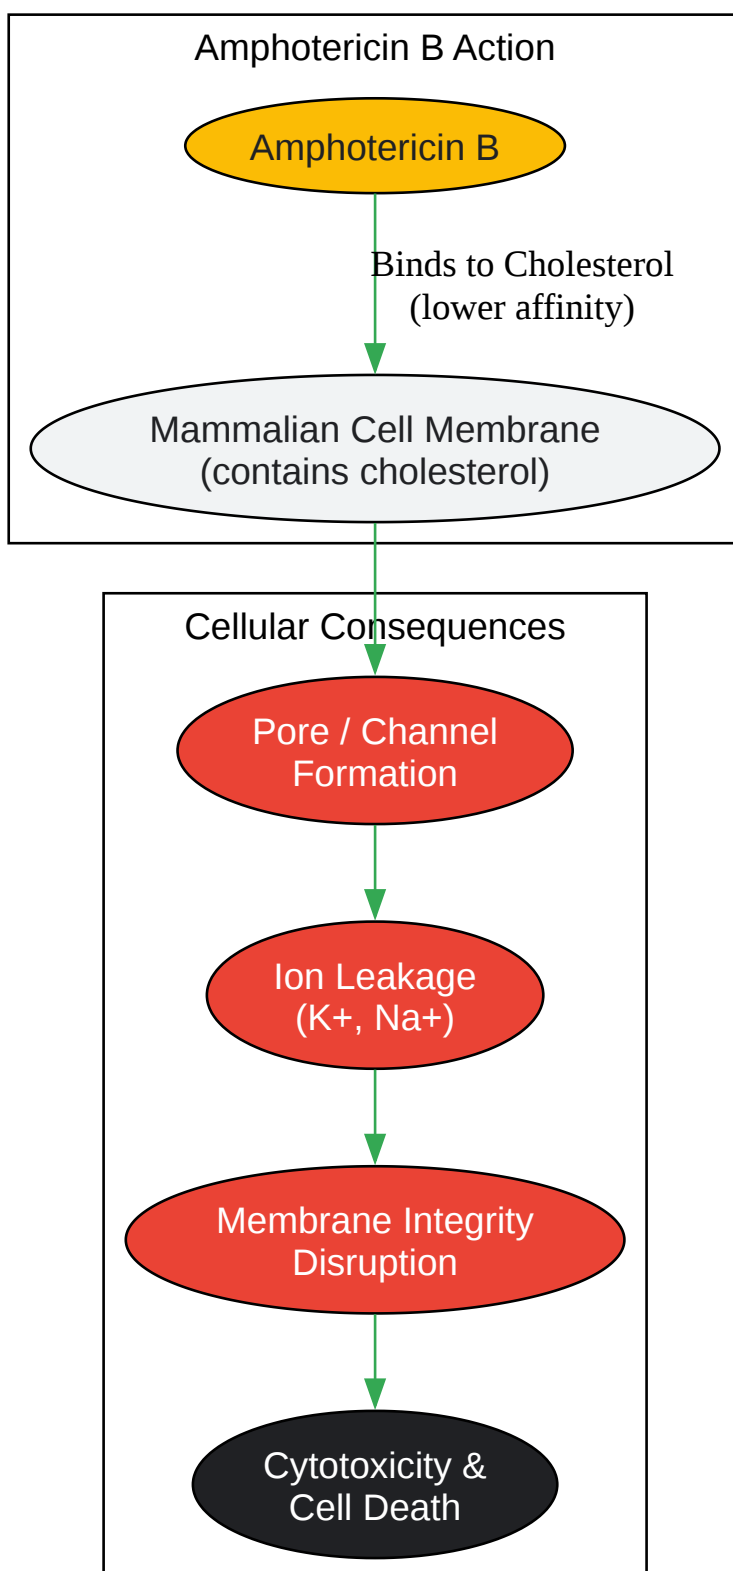 Amphotericin B Action
Amphotericin B
Binds to Cholesterol
(lower affinity)
Mammalian Cell Membrane
(contains cholesterol)
Cellular Consequences
Pore / Channel
Formation
Ion Leakage
(K+, Na+)
Membrane Integrity
Disruption
Cytotoxicity &
Cell Death